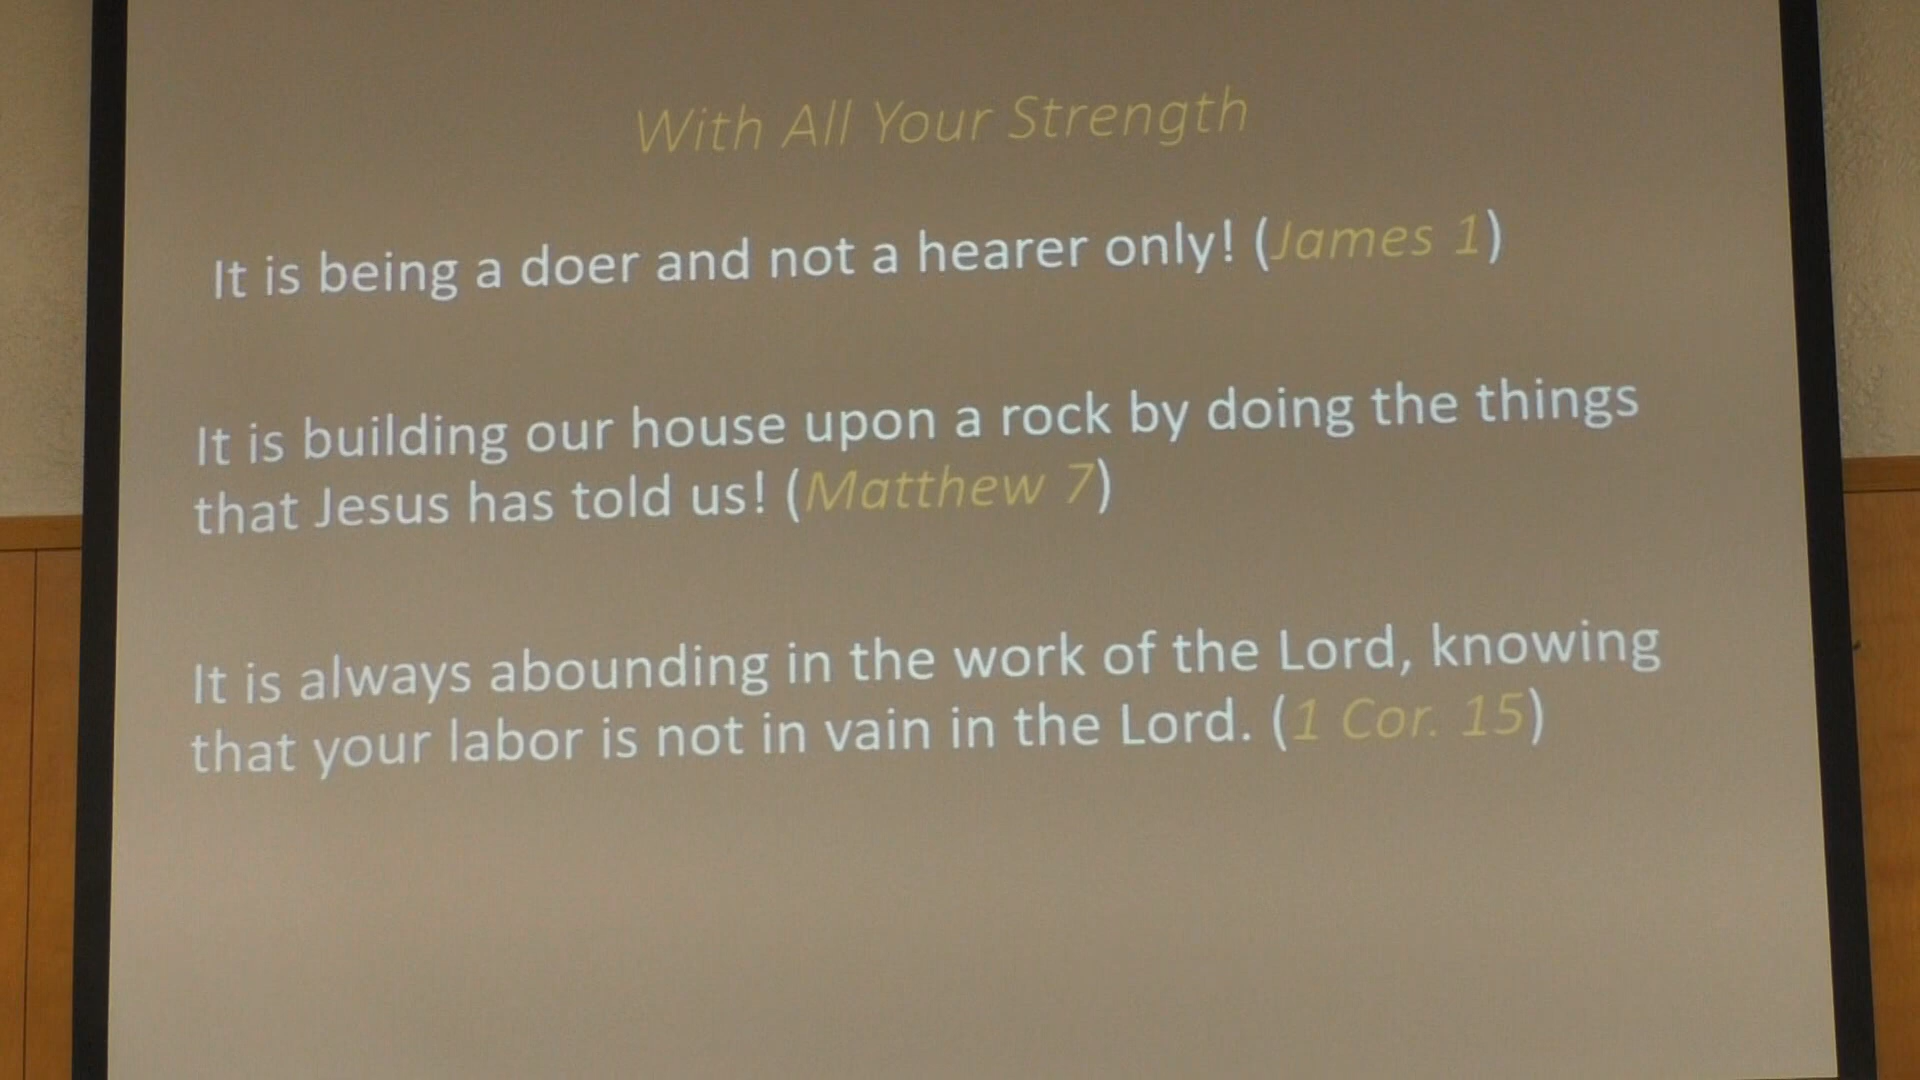 With All Your Strength
It is being a doer and not a hearer only! (James 1)
It is building our house upon a rock by doing the things
that Jesus has told us! (Matthew 7)
It is always abounding in the work of the Lord, knowing
that your labor is not in vain in the Lord. (1 Cor. 15)